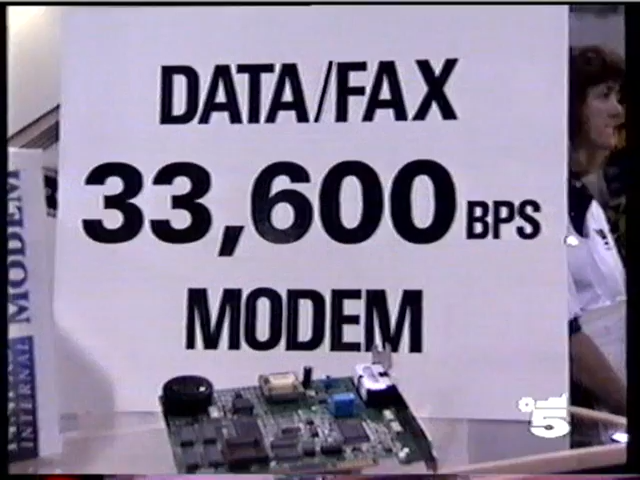 DATA/FAX
33,600 BPS
MODEM
INTERNAL MODEM
5